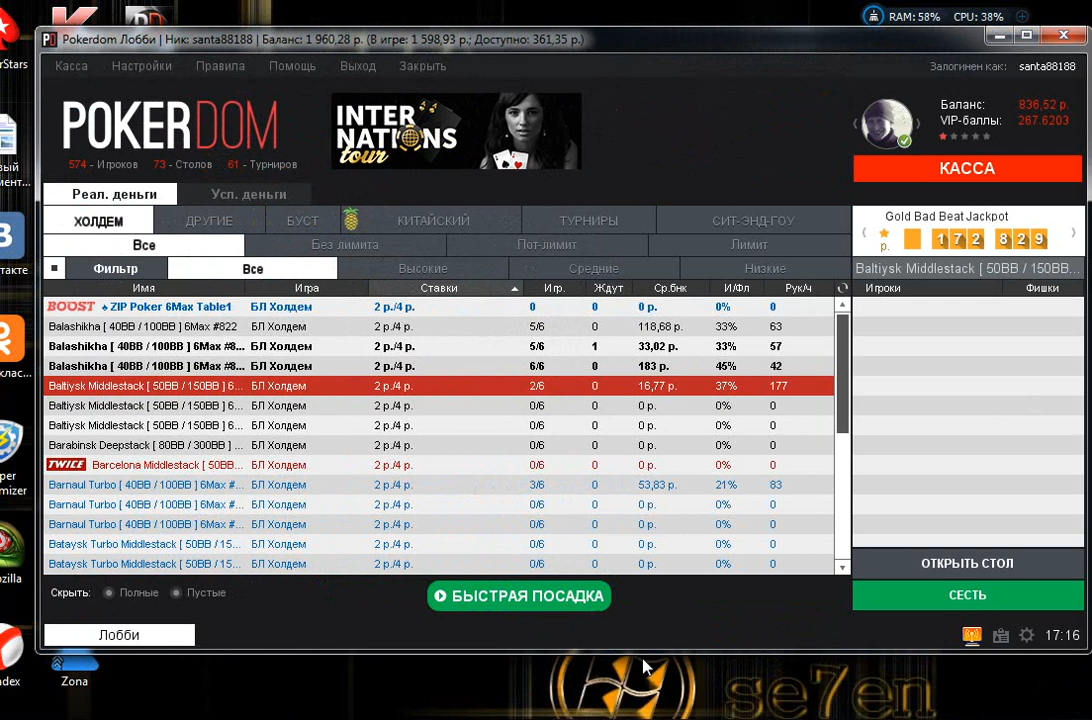 RAM: 58% CPU: 38%
Pokerdom Лобби | Ник: santa88188 | Баланс: 1 960,28 р. (В игре: 1 598,93 р.; Доступно: 361,35 р.)
Касса Настройки Правила Помощь Выход Закрыть
Залогинен как: santa88188
POKERDOM
574 - Игроков 73 - Столов 61 - Турниров
INTER
NATIONS
tour
Баланс: 836,52 р.
VIP-баллы: 267.6203
КАССА
Реал. деньги Усл. деньги
ХОЛДЕМ ДРУГИЕ БУСТ КИТАЙСКИЙ ТУРНИРЫ СИТ-ЭНД-ГОУ
Все Без лимита Пот-лимит Лимит
Фильтр Все Высокие Средние Низкие
Gold Bad Beat Jackpot
р. 172 829
Baltiysk Middlestack [ 50BB / 150BB...
Игроки Фишки
Имя Игра Ставки Игр. Ждут Ср.бнк И/Фл Рук/ч
BOOST ZIP Poker 6Max Table1 БЛ Холдем 2 р./4 р. 0 0 0 р. 0% 0
Balashikha [ 40BB / 100BB ] 6Max #822 БЛ Холдем 2 р./4 р. 5/6 0 118,68 р. 33% 63
Balashikha [ 40BB / 100BB ] 6Max #8... БЛ Холдем 2 р./4 р. 5/6 1 33,02 р. 33% 57
Balashikha [ 40BB / 100BB ] 6Max #8... БЛ Холдем 2 р./4 р. 6/6 0 183 р. 45% 42
Baltiysk Middlestack [ 50BB / 150BB ] 6... БЛ Холдем 2 р./4 р. 2/6 0 16,77 р. 37% 177
Baltiysk Middlestack [ 50BB / 150BB ] 6... БЛ Холдем 2 р./4 р. 0/6 0 0 р. 0% 0
Baltiysk Middlestack [ 50BB / 150BB ] 6... БЛ Холдем 2 р./4 р. 0/6 0 0 р. 0% 0
Barabinsk Deepstack [ 80BB / 300BB ] ... БЛ Холдем 2 р./4 р. 0/6 0 0 р. 0% 0
TWICE Barcelona Middlestack [ 50BB... БЛ Холдем 2 р./4 р. 0/6 0 0 р. 0% 0
Barnaul Turbo [ 40BB / 100BB ] 6Max #... БЛ Холдем 2 р./4 р. 3/6 0 53,83 р. 21% 83
Barnaul Turbo [ 40BB / 100BB ] 6Max #... БЛ Холдем 2 р./4 р. 0/6 0 0 р. 0% 0
Barnaul Turbo [ 40BB / 100BB ] 6Max #... БЛ Холдем 2 р./4 р. 0/6 0 0 р. 0% 0
Bataysk Turbo Middlestack [ 50BB / 15... БЛ Холдем 2 р./4 р. 0/6 0 0 р. 0% 0
Bataysk Turbo Middlestack [ 50BB / 15... БЛ Холдем 2 р./4 р. 0/6 0 0 р. 0% 0
ОТКРЫТЬ СТОЛ
СЕСТЬ
Скрыть: Полные Пустые
БЫСТРАЯ ПОСАДКА
Лобби
17:16
rStars
вый
мент...
В
такте
клас...
per
mizer
zilla
ndex
Zona
se7en